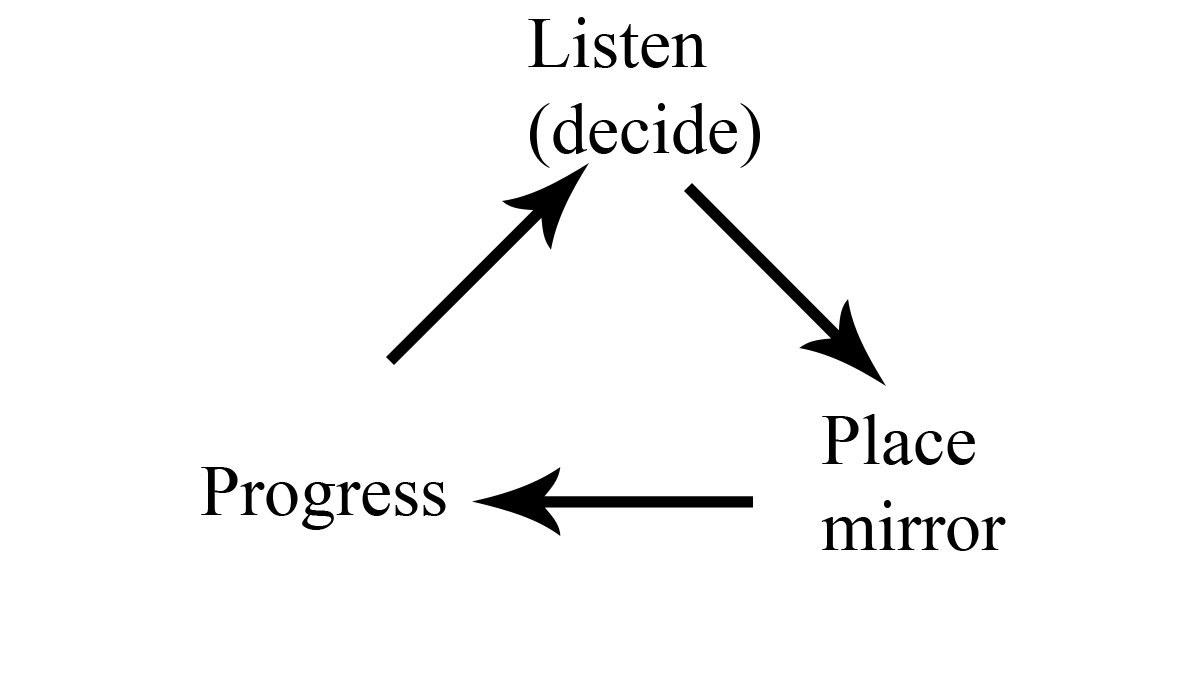 Listen
(decide)
Place
mirror
Progress